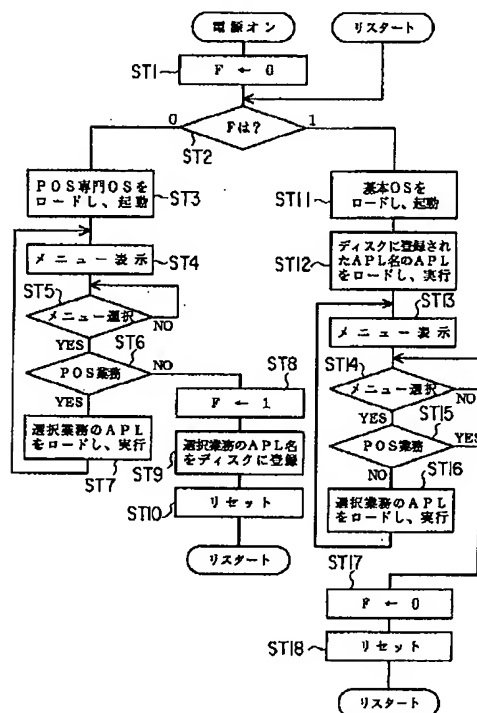 電源オン
リスタート
ST1
F ← 0
0
Fは?
1
ST2
POS専門OSを
ロードし、起動
ST3
メニュー表示
ST4
ST5
メニュー選択
NO
YES
ST6
POS業務
NO
YES
選択業務のAPL
をロードし、実行
ST7
ST8
F ← 1
ST9
選択業務のAPL名
をディスクに登録
ST10
リセット
リスタート
ST11
基本OSを
ロードし、起動
ST12
ディスクに登録され
たAPL名のAPL
をロードし、実行
ST13
メニュー表示
ST14
メニュー選択
NO
YES
ST15
POS業務
YES
NO
ST16
選択業務のAPL
をロードし、実行
ST17
F ← 0
ST18
リセット
リスタート